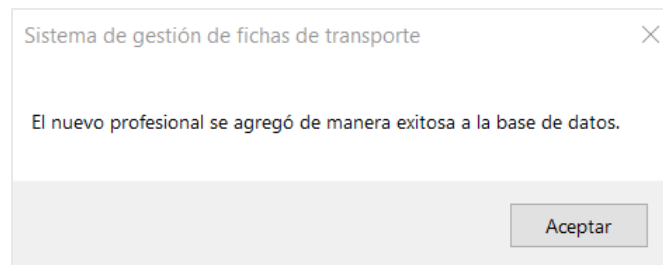 Sistema de gestión de fichas de transporte
El nuevo profesional se agregó de manera exitosa a la base de datos.
Aceptar